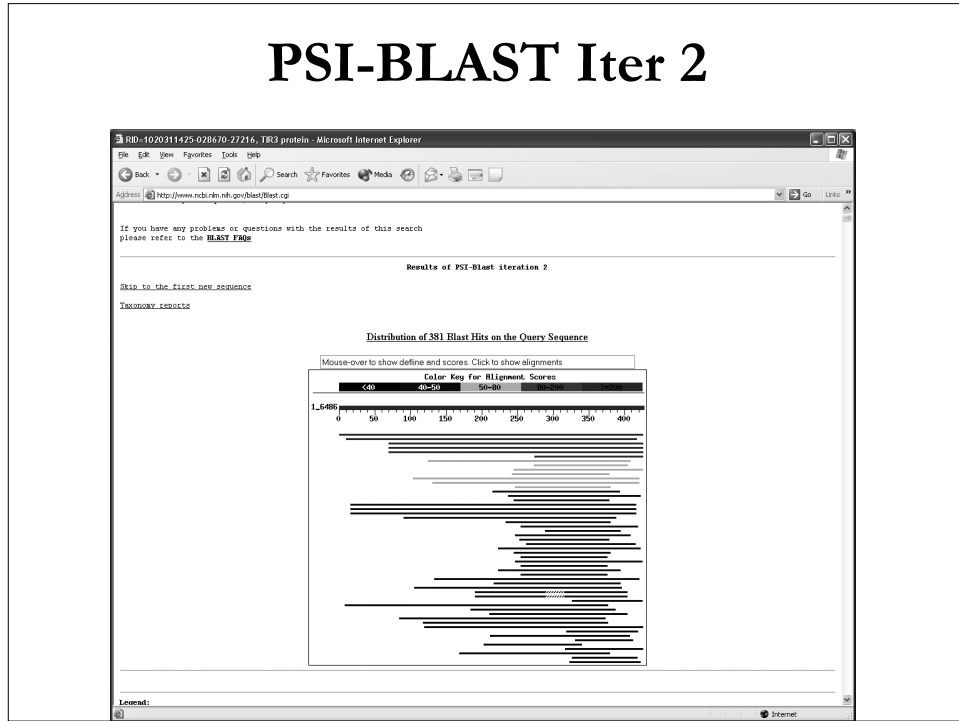 PSI-BLAST Iter 2
RID=1020311425-028670-27216, TIR3 protein - Microsoft Internet Explorer
File Edit View Favorites Tools Help
Back Search Favorites Media
Address http://www.ncbi.nlm.nih.gov/blast/Blast.cgi Go Links »
If you have any problems or questions with the results of this search
please refer to the BLAST FAQs
Results of PSI-Blast iteration 2
Skip to the first new sequence
Taxonomy reports
Distribution of 381 Blast Hits on the Query Sequence
Mouse-over to show defline and scores. Click to show alignments
Color Key for Alignment Scores
<40 40-50 50-80 80-200 >=200
1_6486
0 50 100 150 200 250 300 350 400
Legend:
Internet